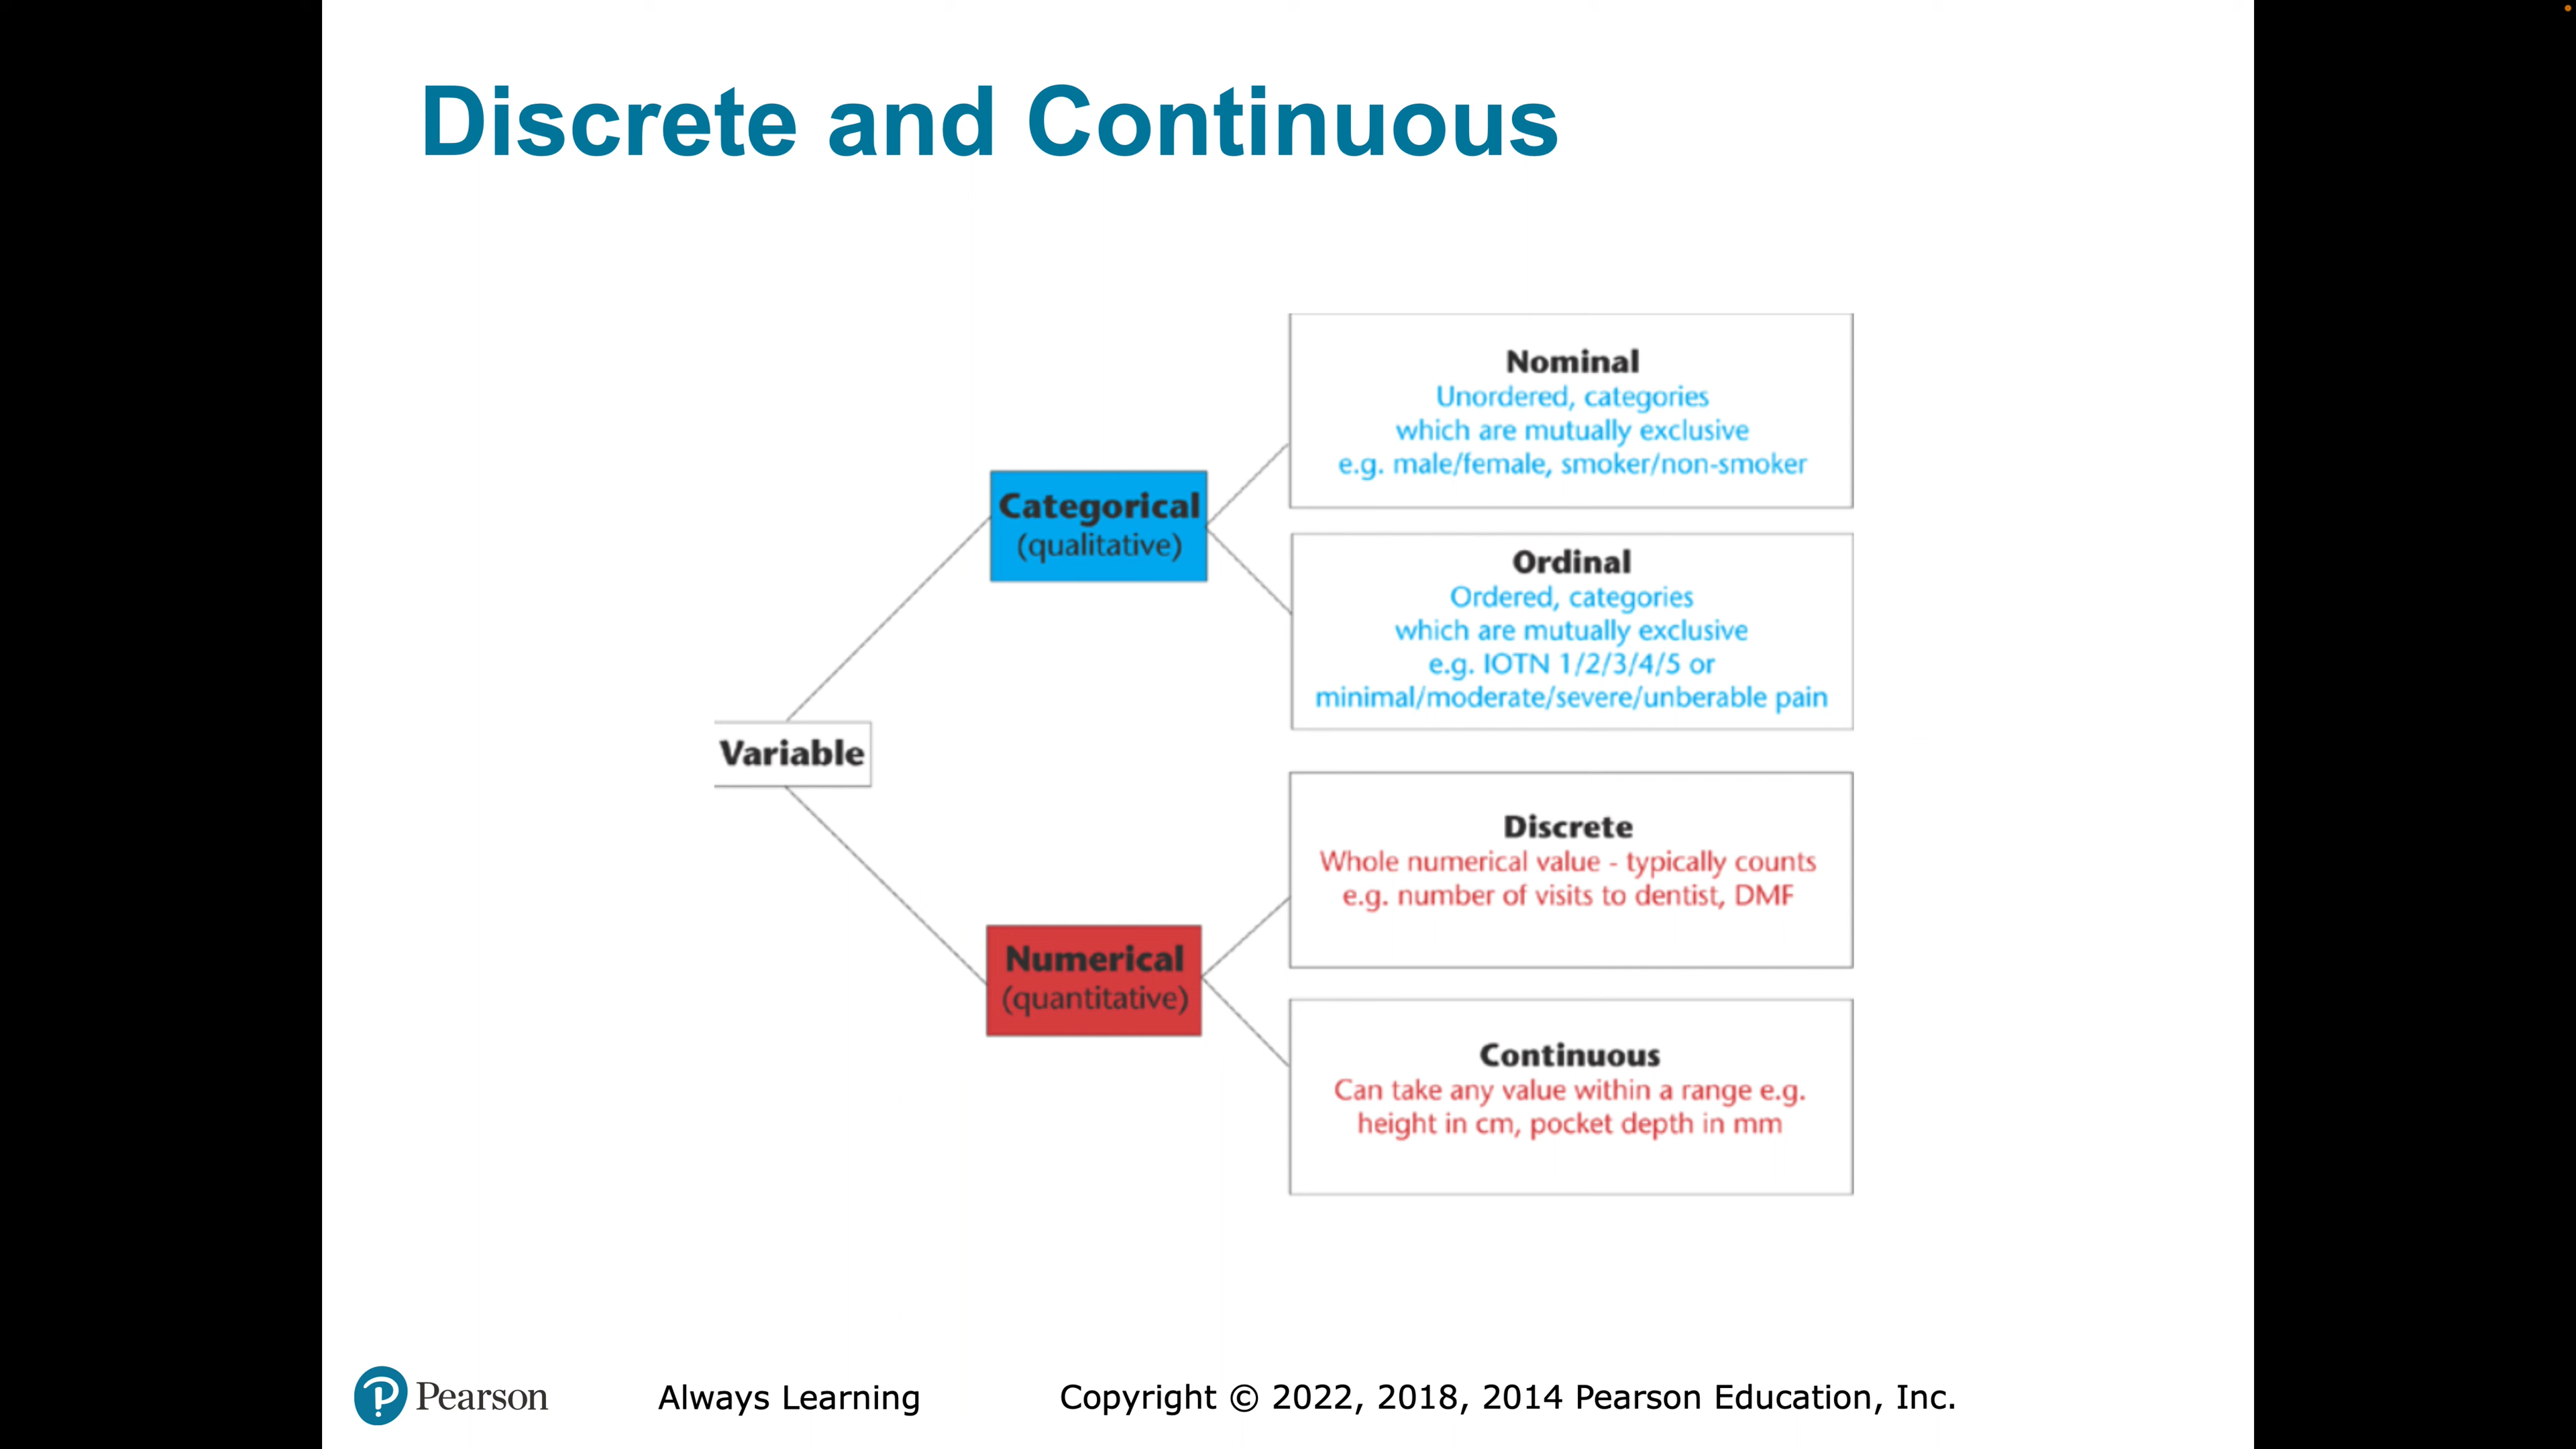 Discrete and Continuous
Nominal
Unordered, categories
which are mutually exclusive
e.g. male/female, smoker/non-smoker
Categorical
(qualitative)
Ordinal
Ordered, categories
which are mutually exclusive
e.g. IOTN 1/2/3/4/5 or
minimal/moderate/severe/unberable pain
Variable
Discrete
Whole numerical value - typically counts
e.g. number of visits to dentist, DMF
Numerical
(quantitative)
Continuous
Can take any value within a range e.g.
height in cm, pocket depth in mm
Pearson
Always Learning
Copyright © 2022, 2018, 2014 Pearson Education, Inc.